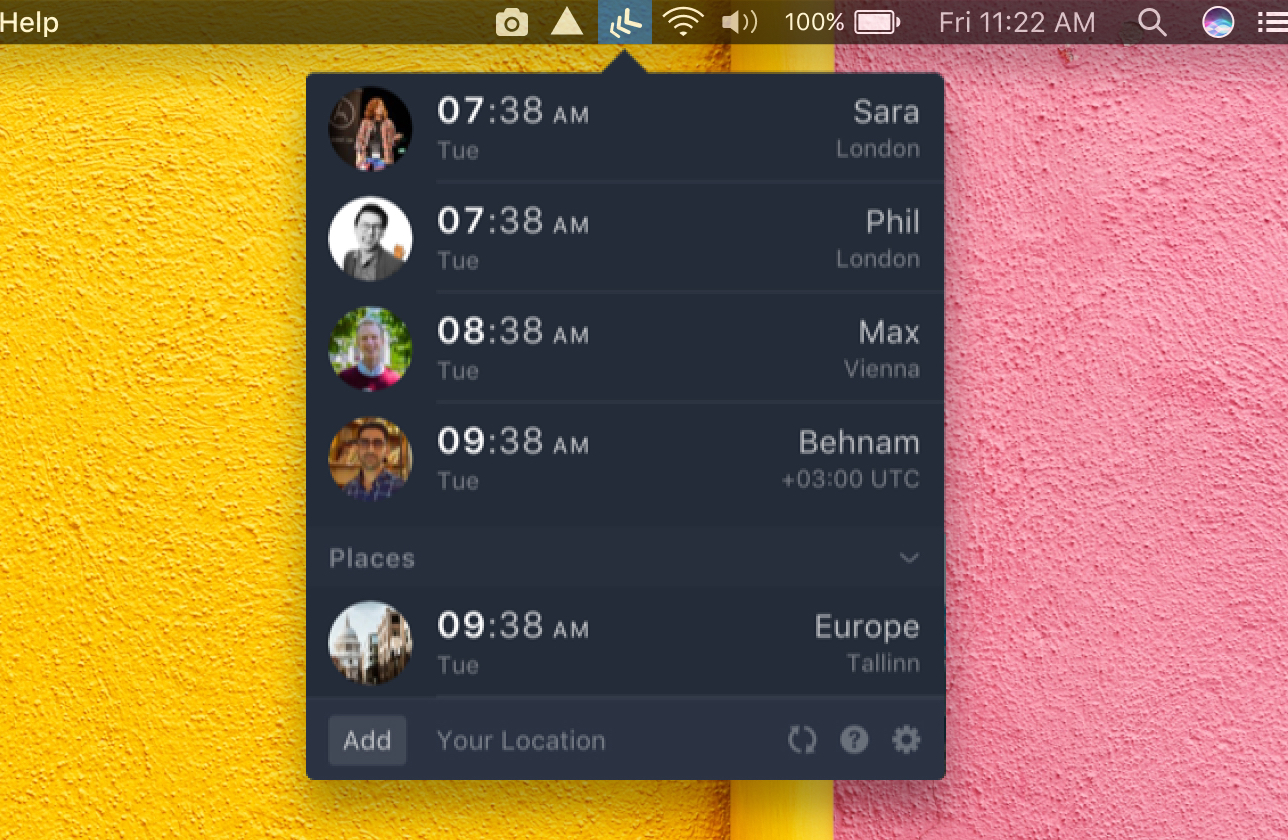 Help 100% Fri 11:22 AM
07:38 AM Sara
Tue London
07:38 AM Phil
Tue London
08:38 AM Max
Tue Vienna
09:38 AM Behnam
Tue +03:00 UTC
Places
09:38 AM Europe
Tue Tallinn
Add Your Location ?